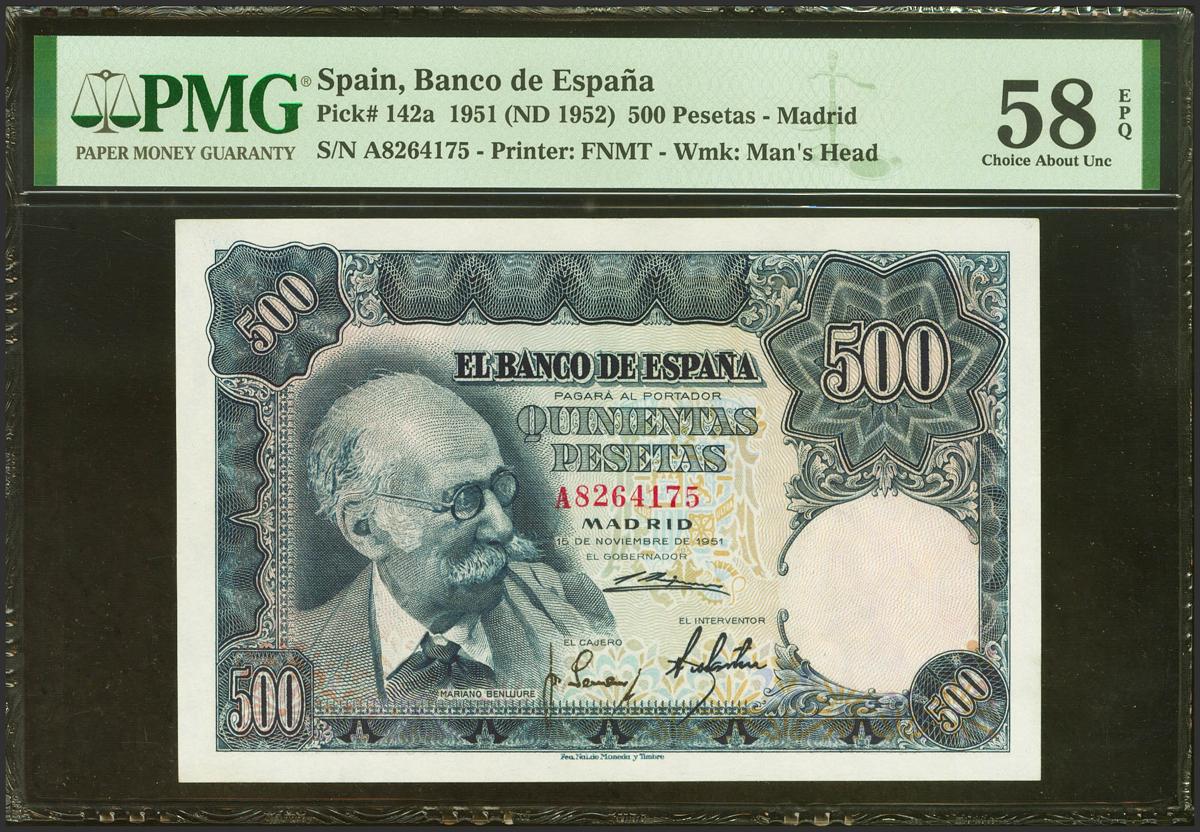 PMG®
PAPER MONEY GUARANTY
Spain, Banco de España
Pick# 142a 1951 (ND 1952) 500 Pesetas - Madrid
S/N A8264175 - Printer: FNMT - Wmk: Man's Head
58
EPQ
Choice About Unc
500
500
EL BANCO DE ESPAÑA
PAGARÁ AL PORTADOR
QUINIENTAS
PESETAS
A8264175
MADRID
15 DE NOVIEMBRE DE 1951
EL GOBERNADOR
EL INTERVENTOR
EL CAJERO
MARIANO BENLLIURE
500
500
Fca. Nal. de Moneda y Timbre